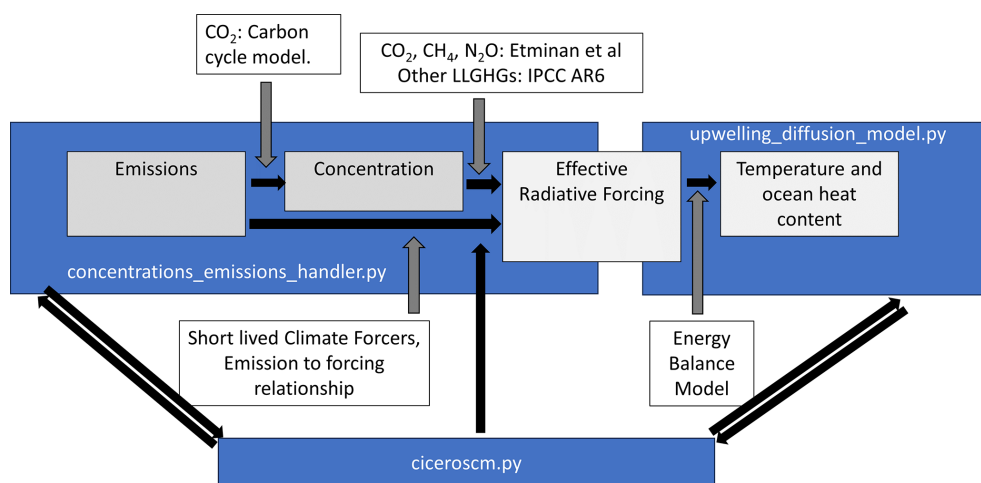 CO₂: Carbon
cycle model.
CO₂, CH₄, N₂O: Etminan et al
Other LLGHGs: IPCC AR6
upwelling_diffusion_model.py
Emissions
Concentration
Effective
Radiative Forcing
Temperature and
ocean heat
content
concentrations_emissions_handler.py
Short lived Climate Forcers,
Emission to forcing
relationship
Energy
Balance
Model
ciceroscm.py